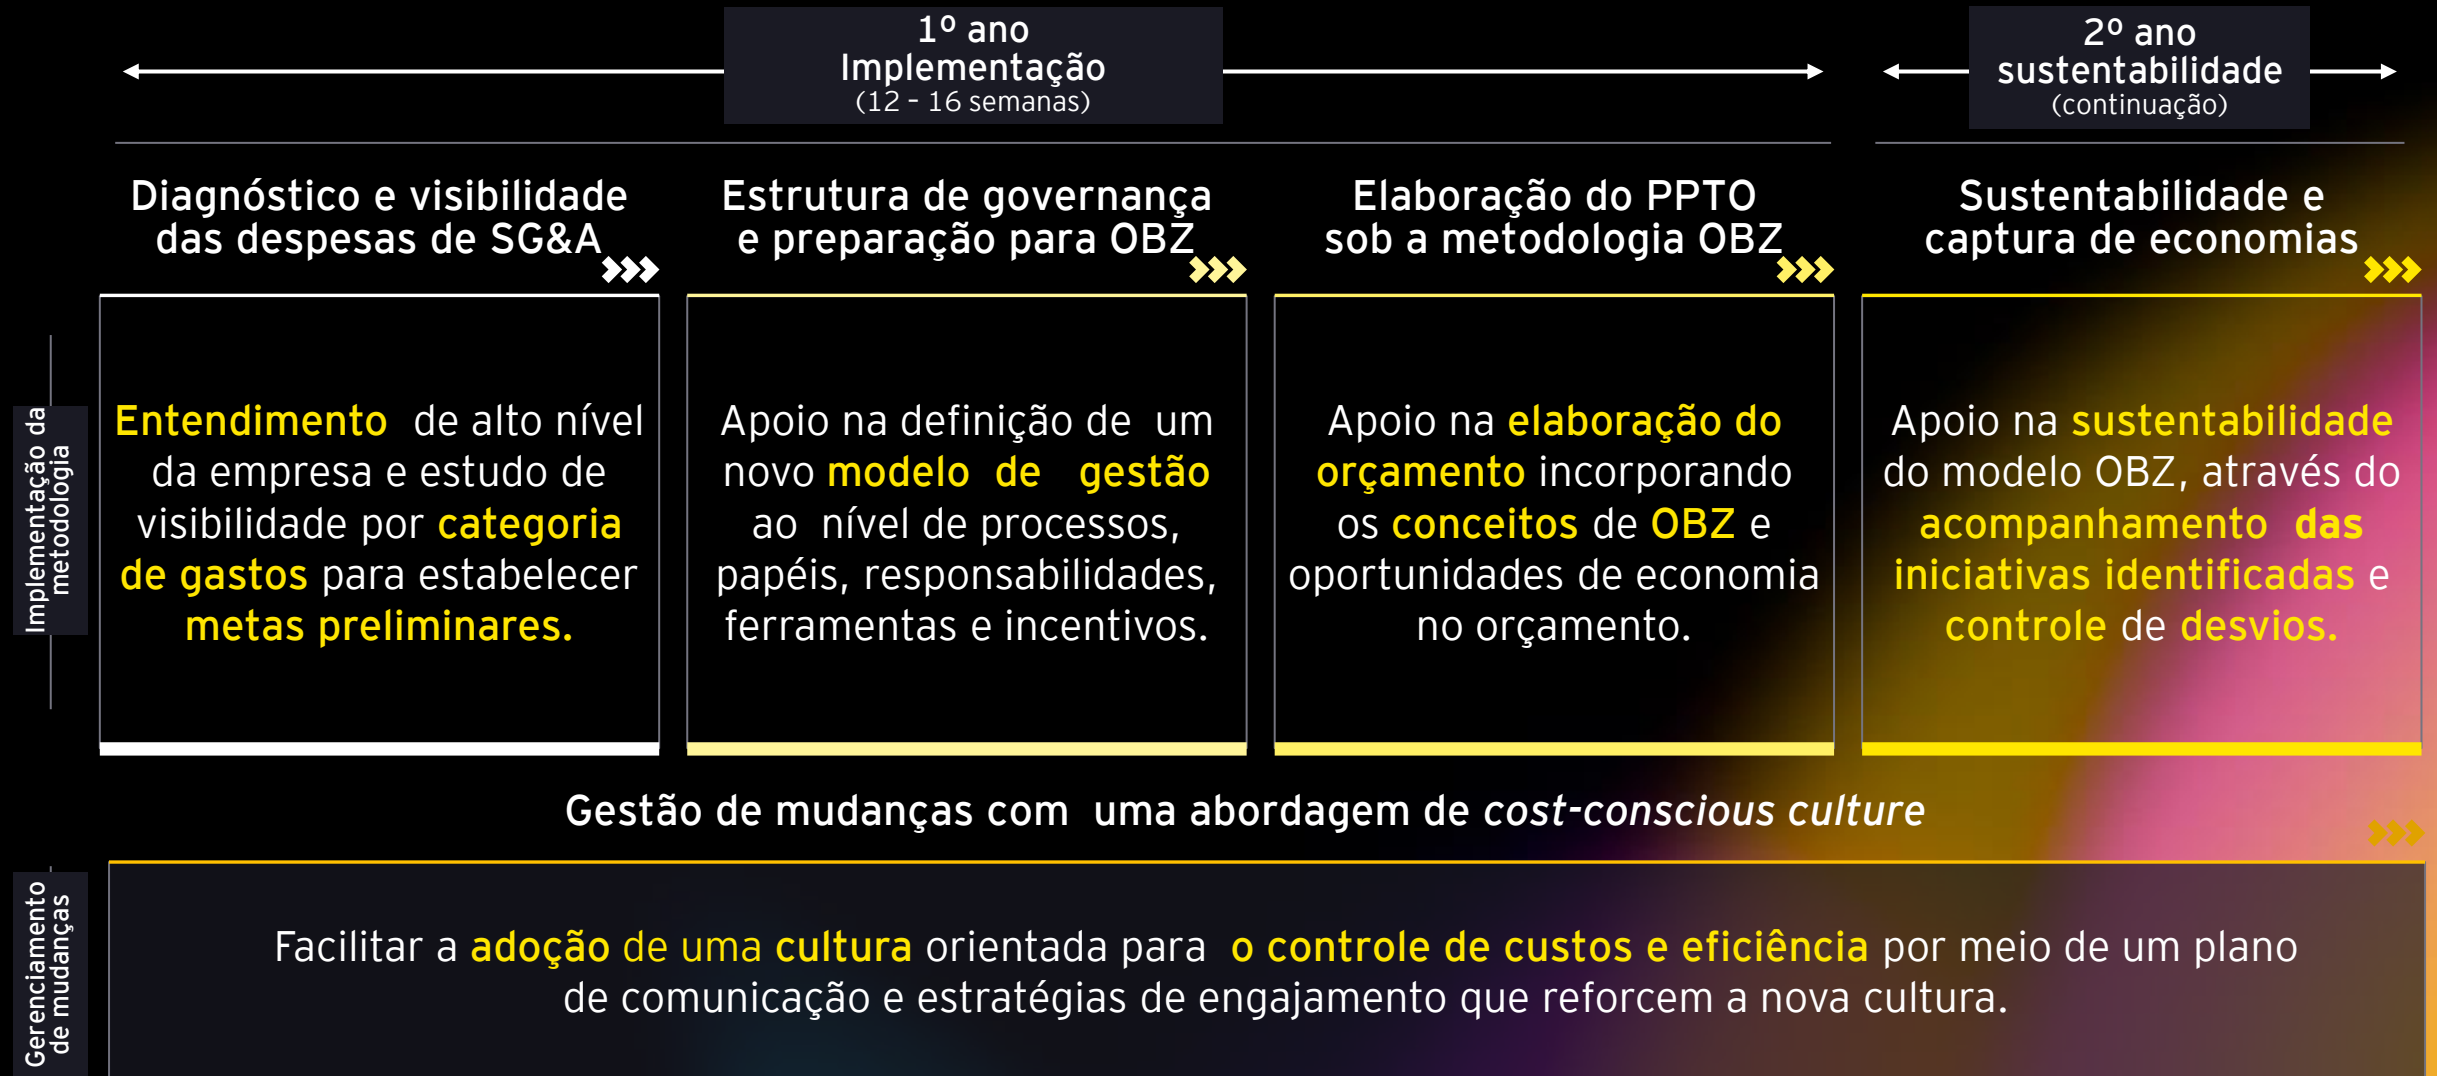 1º ano
Implementação
(12 – 16 semanas)
2º ano
sustentabilidade
(continuação)
Diagnóstico e visibilidade
das despesas de SG&A
Estrutura de governança
e preparação para OBZ
Elaboração do PPTO
sob a metodologia OBZ
Sustentabilidade e
captura de economias
Implementação da
metodologia
Entendimento de alto nível
da empresa e estudo de
visibilidade por categoria
de gastos para estabelecer
metas preliminares.
Apoio na definição de um
novo modelo de gestão
ao nível de processos,
papéis, responsabilidades,
ferramentas e incentivos.
Apoio na elaboração do
orçamento incorporando
os conceitos de OBZ e
oportunidades de economia
no orçamento.
Apoio na sustentabilidade
do modelo OBZ, através do
acompanhamento das
iniciativas identificadas e
controle de desvios.
Gestão de mudanças com uma abordagem de cost-conscious culture
Gerenciamento
de mudanças
Facilitar a adoção de uma cultura orientada para o controle de custos e eficiência por meio de um plano
de comunicação e estratégias de engajamento que reforcem a nova cultura.